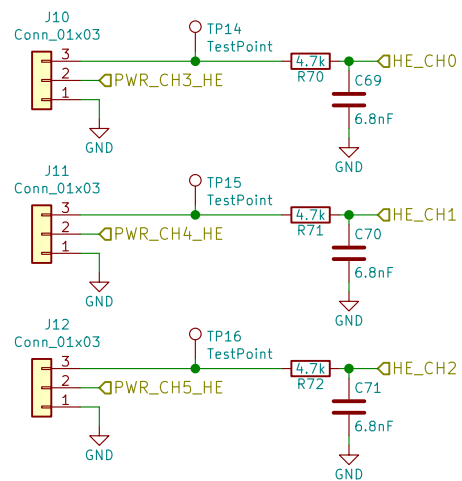 J10
Conn_01x03
3
2
1
PWR_CH3_HE
GND
TP14
TestPoint
4.7k
R70
HE_CH0
C69
6.8nF
GND
J11
Conn_01x03
3
2
1
PWR_CH4_HE
GND
TP15
TestPoint
4.7k
R71
HE_CH1
C70
6.8nF
GND
J12
Conn_01x03
3
2
1
PWR_CH5_HE
GND
TP16
TestPoint
4.7k
R72
HE_CH2
C71
6.8nF
GND